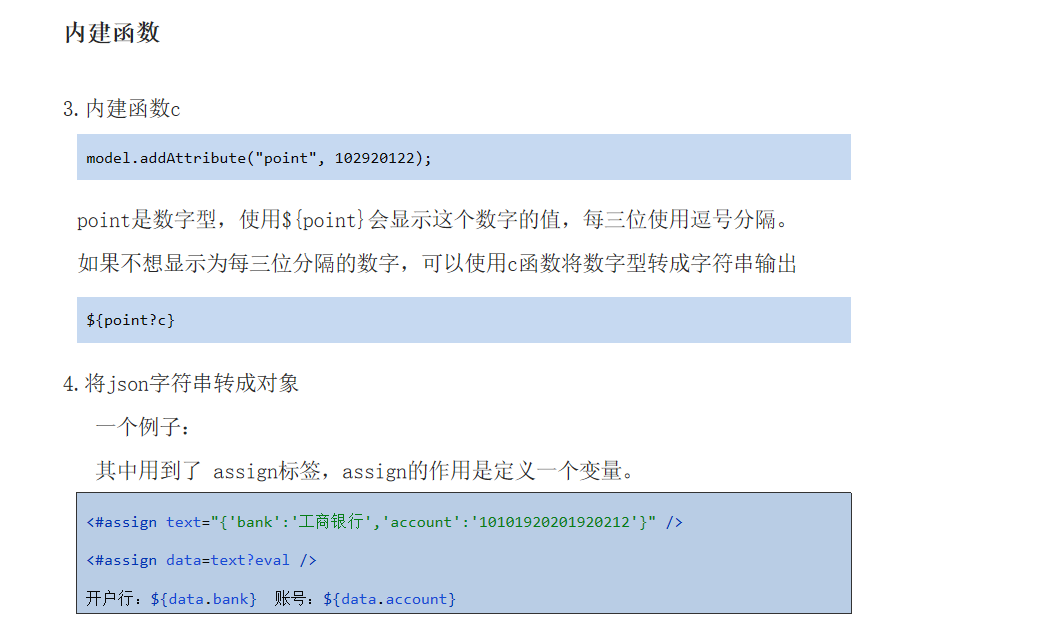 内建函数
3.内建函数c
model.addAttribute("point", 102920122);
point是数字型，使用${point}会显示这个数字的值，每三位使用逗号分隔。
如果不想显示为每三位分隔的数字，可以使用c函数将数字型转成字符串输出
${point?c}
4.将json字符串转成对象
一个例子：
其中用到了 assign标签，assign的作用是定义一个变量。
<#assign text="{'bank':'工商银行','account':'10101920201920212'}" />
<#assign data=text?eval />
开户行：${data.bank}  账号：${data.account}